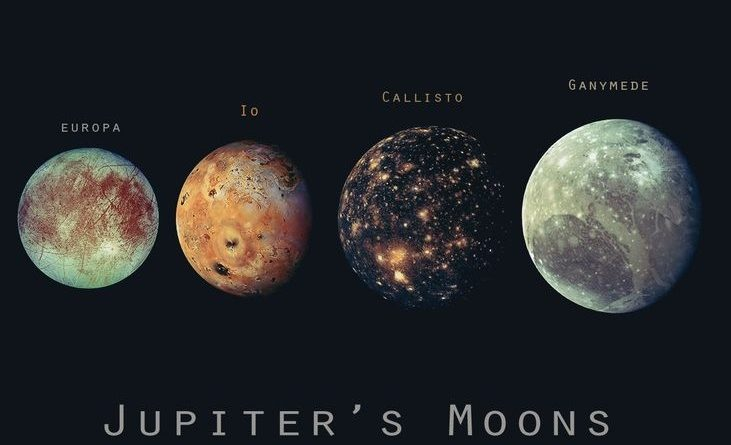 EUROPA
Io
CALLISTO
GANYMEDE
JUPITER'S MOONS